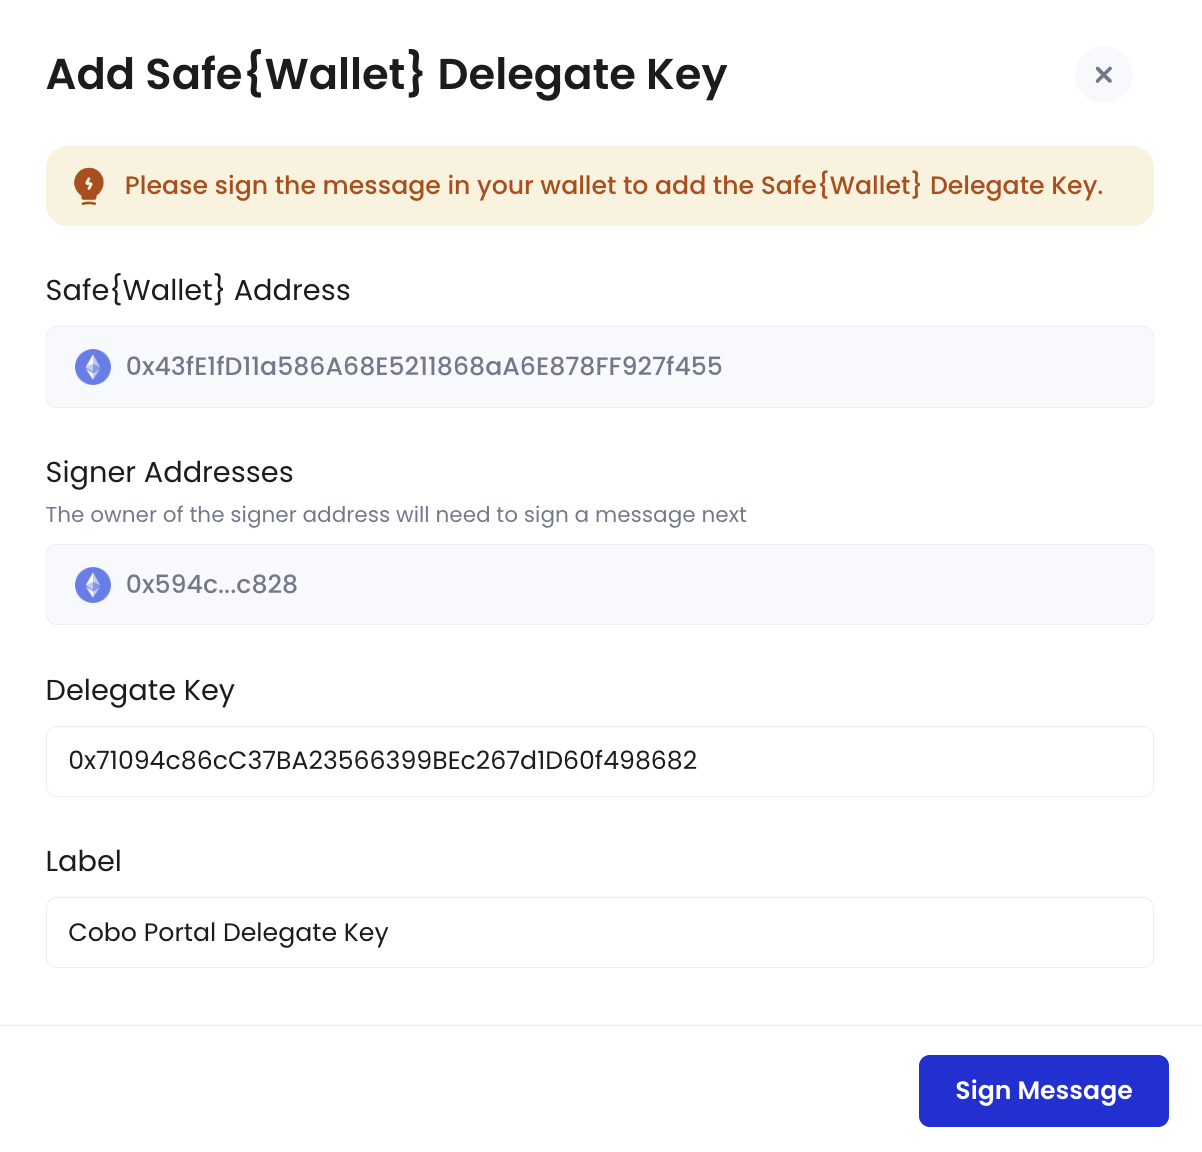 Add Safe{Wallet} Delegate Key
Please sign the message in your wallet to add the Safe{Wallet} Delegate Key.
Safe{Wallet} Address
0x43fE1fD11a586A68E5211868aA6E878FF927f455
Signer Addresses
The owner of the signer address will need to sign a message next
0x594c...c828
Delegate Key
0x71094c86cC37BA23566399BEc267d1D60f498682
Label
Cobo Portal Delegate Key
Sign Message